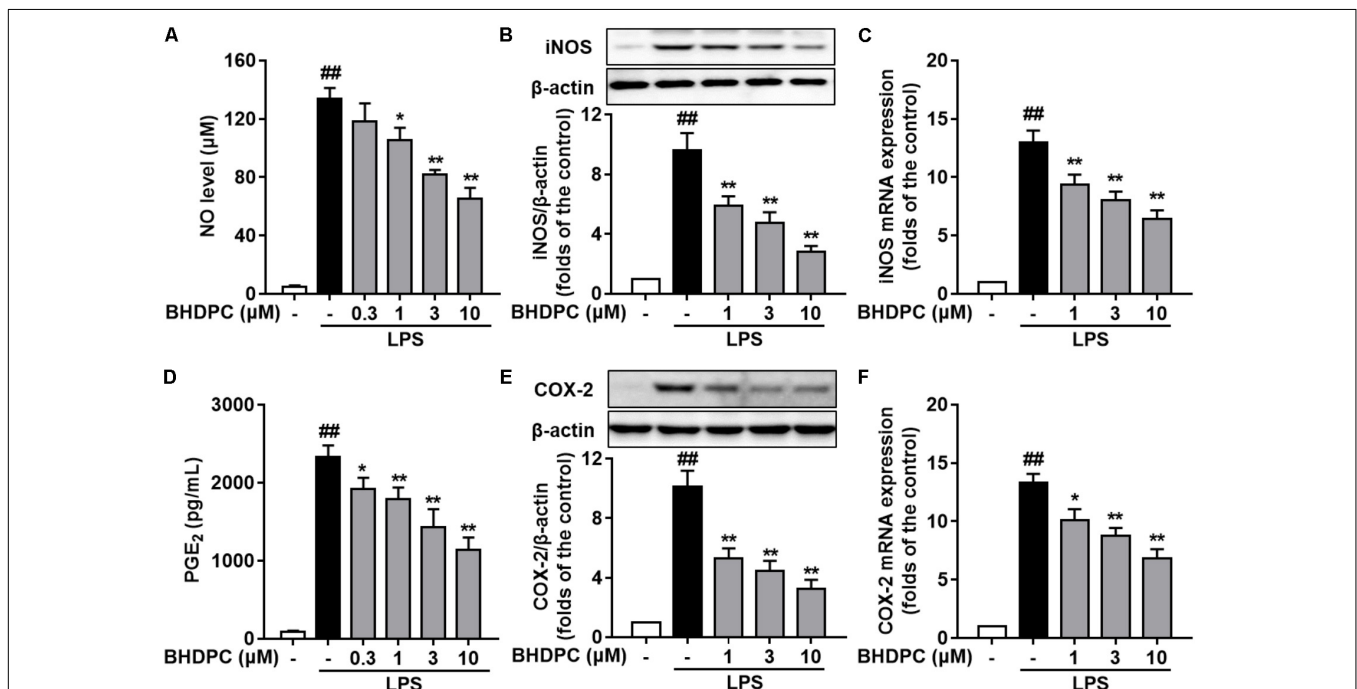 A
NO level (μM)
160
120
80
40
0
##
*
**
**
BHDPC (μM)
- - 0.3 1 3 10
LPS
B
iNOS
β-actin
iNOS/β-actin
(folds of the control)
12
8
4
0
##
**
**
**
BHDPC (μM)
- - 1 3 10
LPS
C
iNOS mRNA expression
(folds of the control)
20
15
10
5
0
##
**
**
**
BHDPC (μM)
- - 1 3 10
LPS
D
PGE₂ (pg/mL)
3000
2000
1000
0
##
*
**
**
**
BHDPC (μM)
- - 0.3 1 3 10
LPS
E
COX-2
β-actin
COX-2/β-actin
(folds of the control)
12
8
4
0
##
**
**
**
BHDPC (μM)
- - 1 3 10
LPS
F
COX-2 mRNA expression
(folds of the control)
20
15
10
5
0
##
*
**
**
BHDPC (μM)
- - 1 3 10
LPS